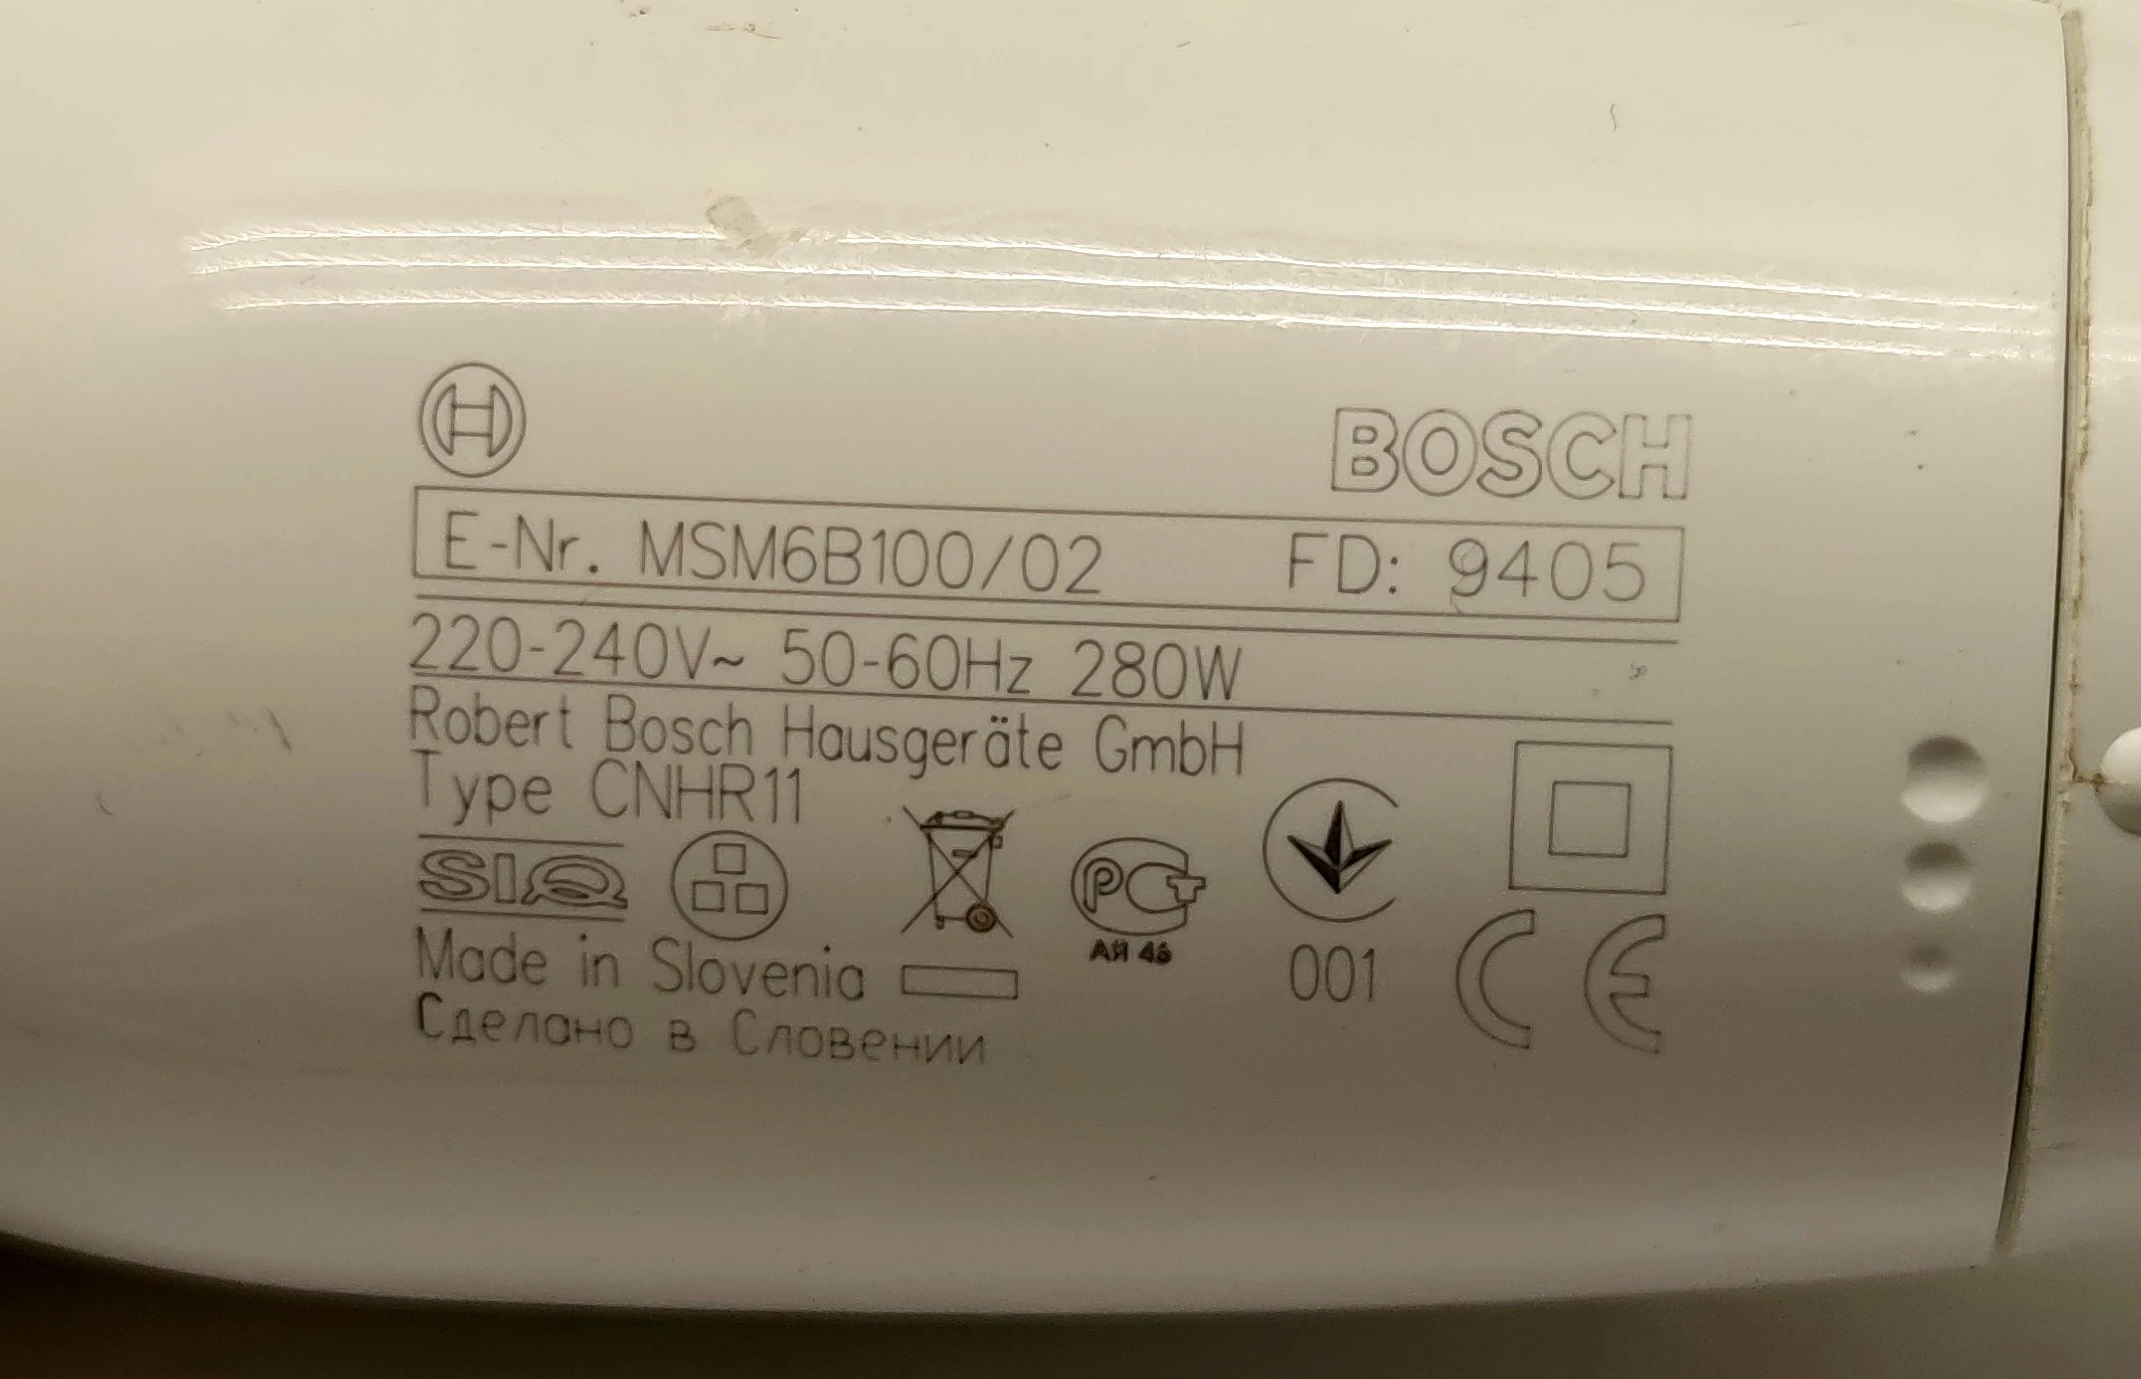 BOSCH
E-Nr. MSM6B100/02 FD: 9405
220-240V~ 50-60Hz 280W
Robert Bosch Hausgeräte GmbH
Type CNHR11
SIQ
РСТ
АЯ 46
001
CE
Made in Slovenia
Сделано в Словении